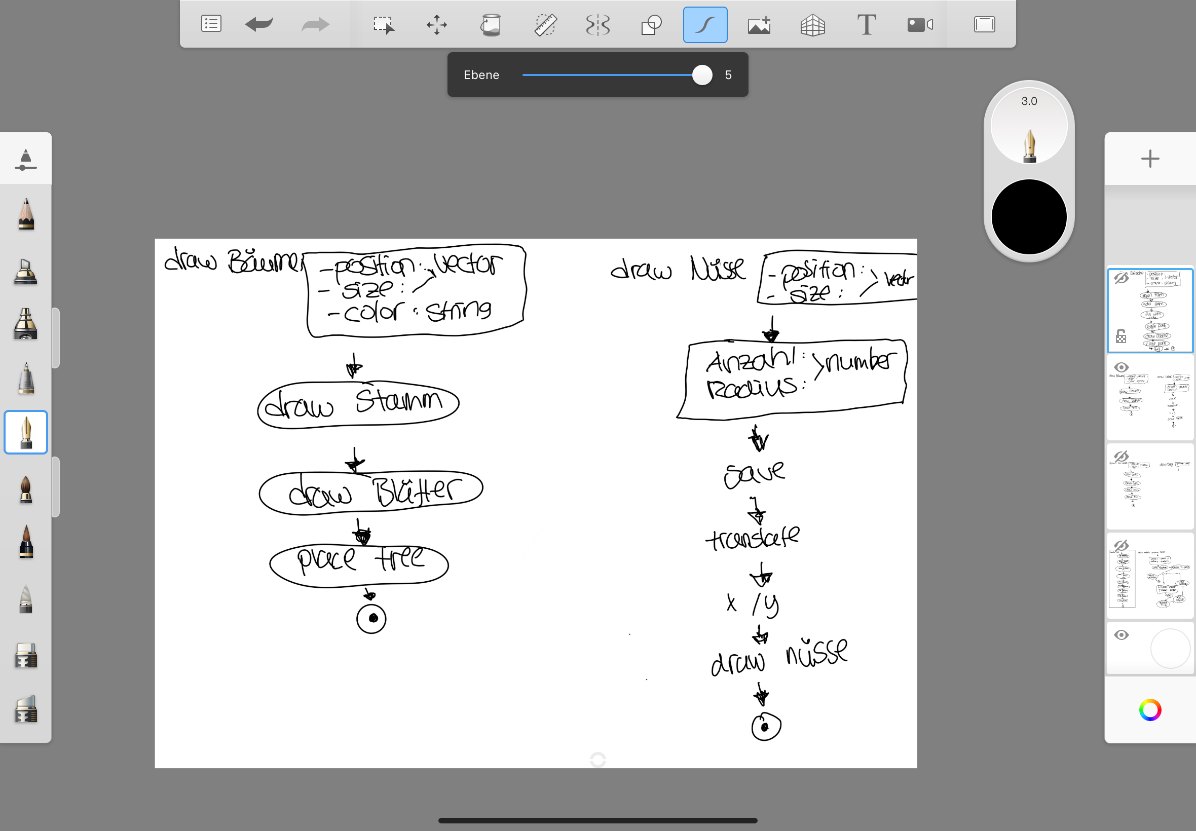 Ebene 5
3.0
T
draw Bäume
- position: Vector
- size:
- color: string
draw Stamm
draw Blätter
place tree
draw Nüsse
- position: Vector
- size:
Anzahl: number
Radius:
save
translate
x / y
draw nüsse